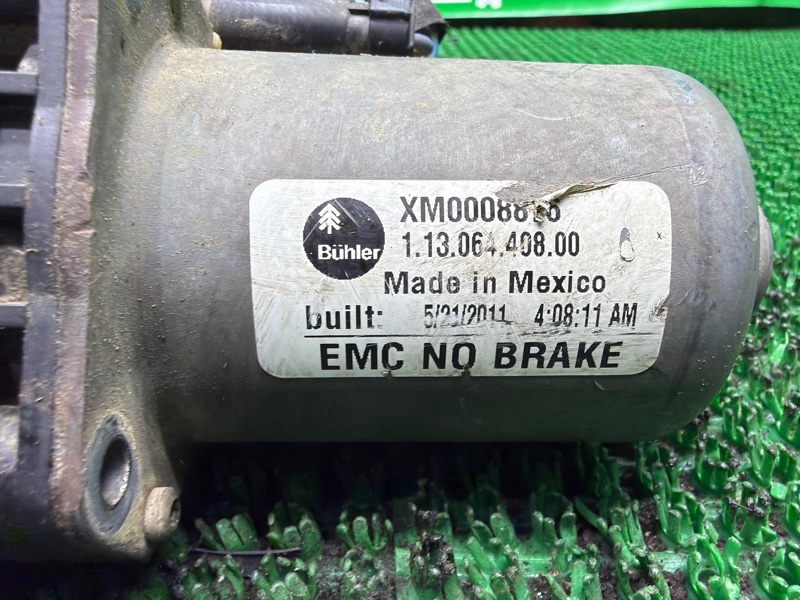 Bühler
1.13.064.408.00
Made in Mexico
built: 5/21/2011 4:08:11 AM
EMC NO BRAKE